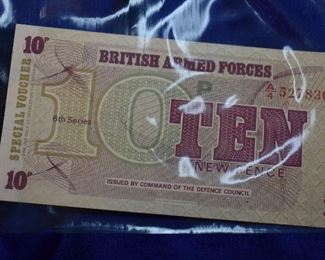 10P
BRITISH ARMED FORCES
SPECIAL VOUCHER
10
P
A/4
6th Series
TEN
NEW PENCE
10P
ISSUED BY COMMAND OF THE DEFENCE COUNCIL